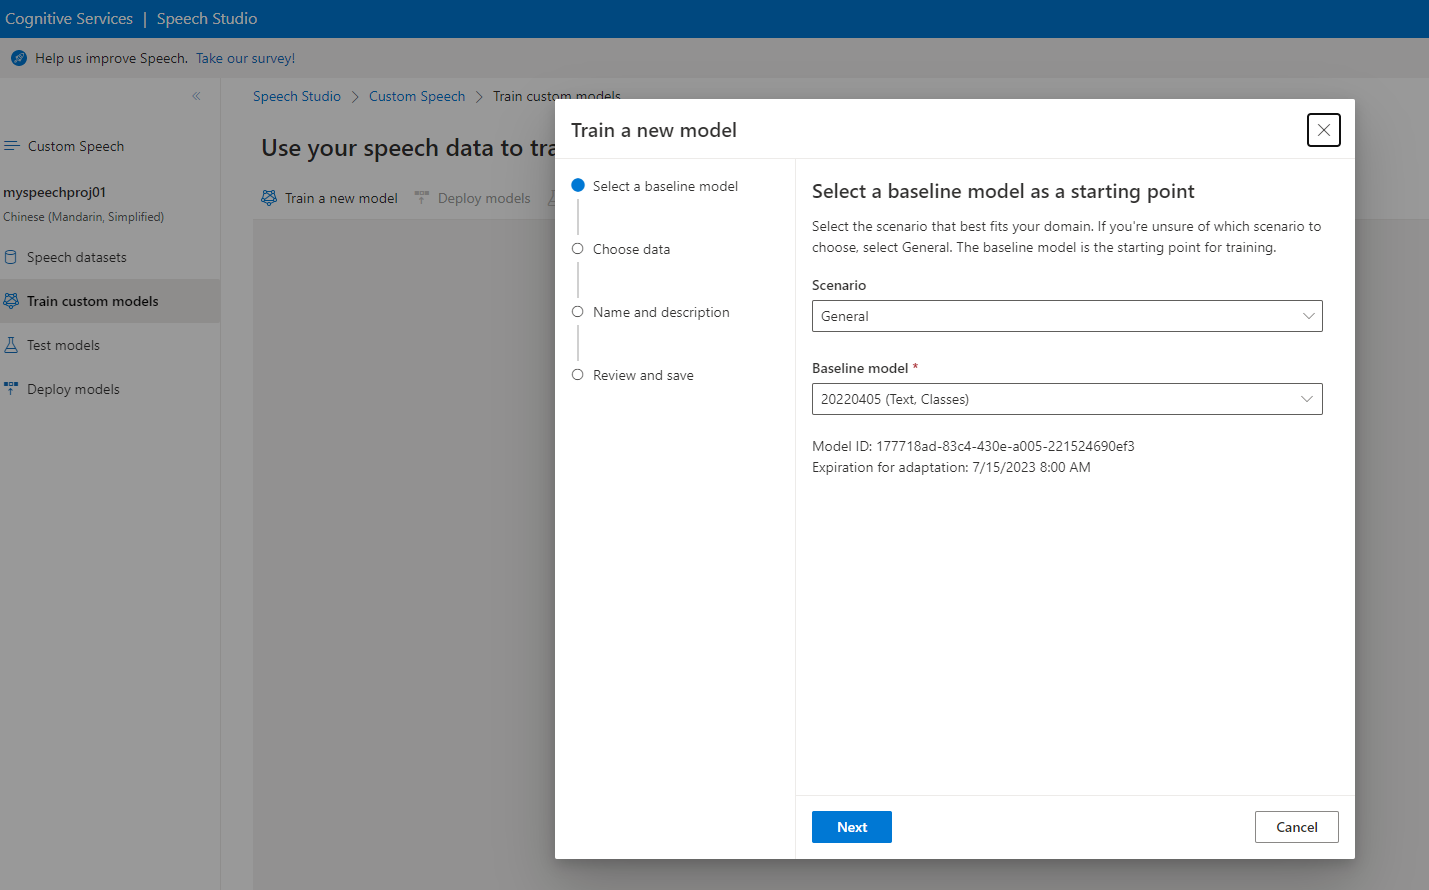 Cognitive Services | Speech Studio
Help us improve Speech. Take our survey!
Speech Studio > Custom Speech > Train custom models
Custom Speech
myspeechproj01
Chinese (Mandarin, Simplified)
Speech datasets
Train custom models
Test models
Deploy models
Use your speech data to tra
Train a new model
Deploy models
Train a new model
Select a baseline model
Choose data
Name and description
Review and save
Select a baseline model as a starting point
Select the scenario that best fits your domain. If you're unsure of which scenario to
choose, select General. The baseline model is the starting point for training.
Scenario
General
Baseline model *
20220405 (Text, Classes)
Model ID: 177718ad-83c4-430e-a005-221524690ef3
Expiration for adaptation: 7/15/2023 8:00 AM
Next
Cancel